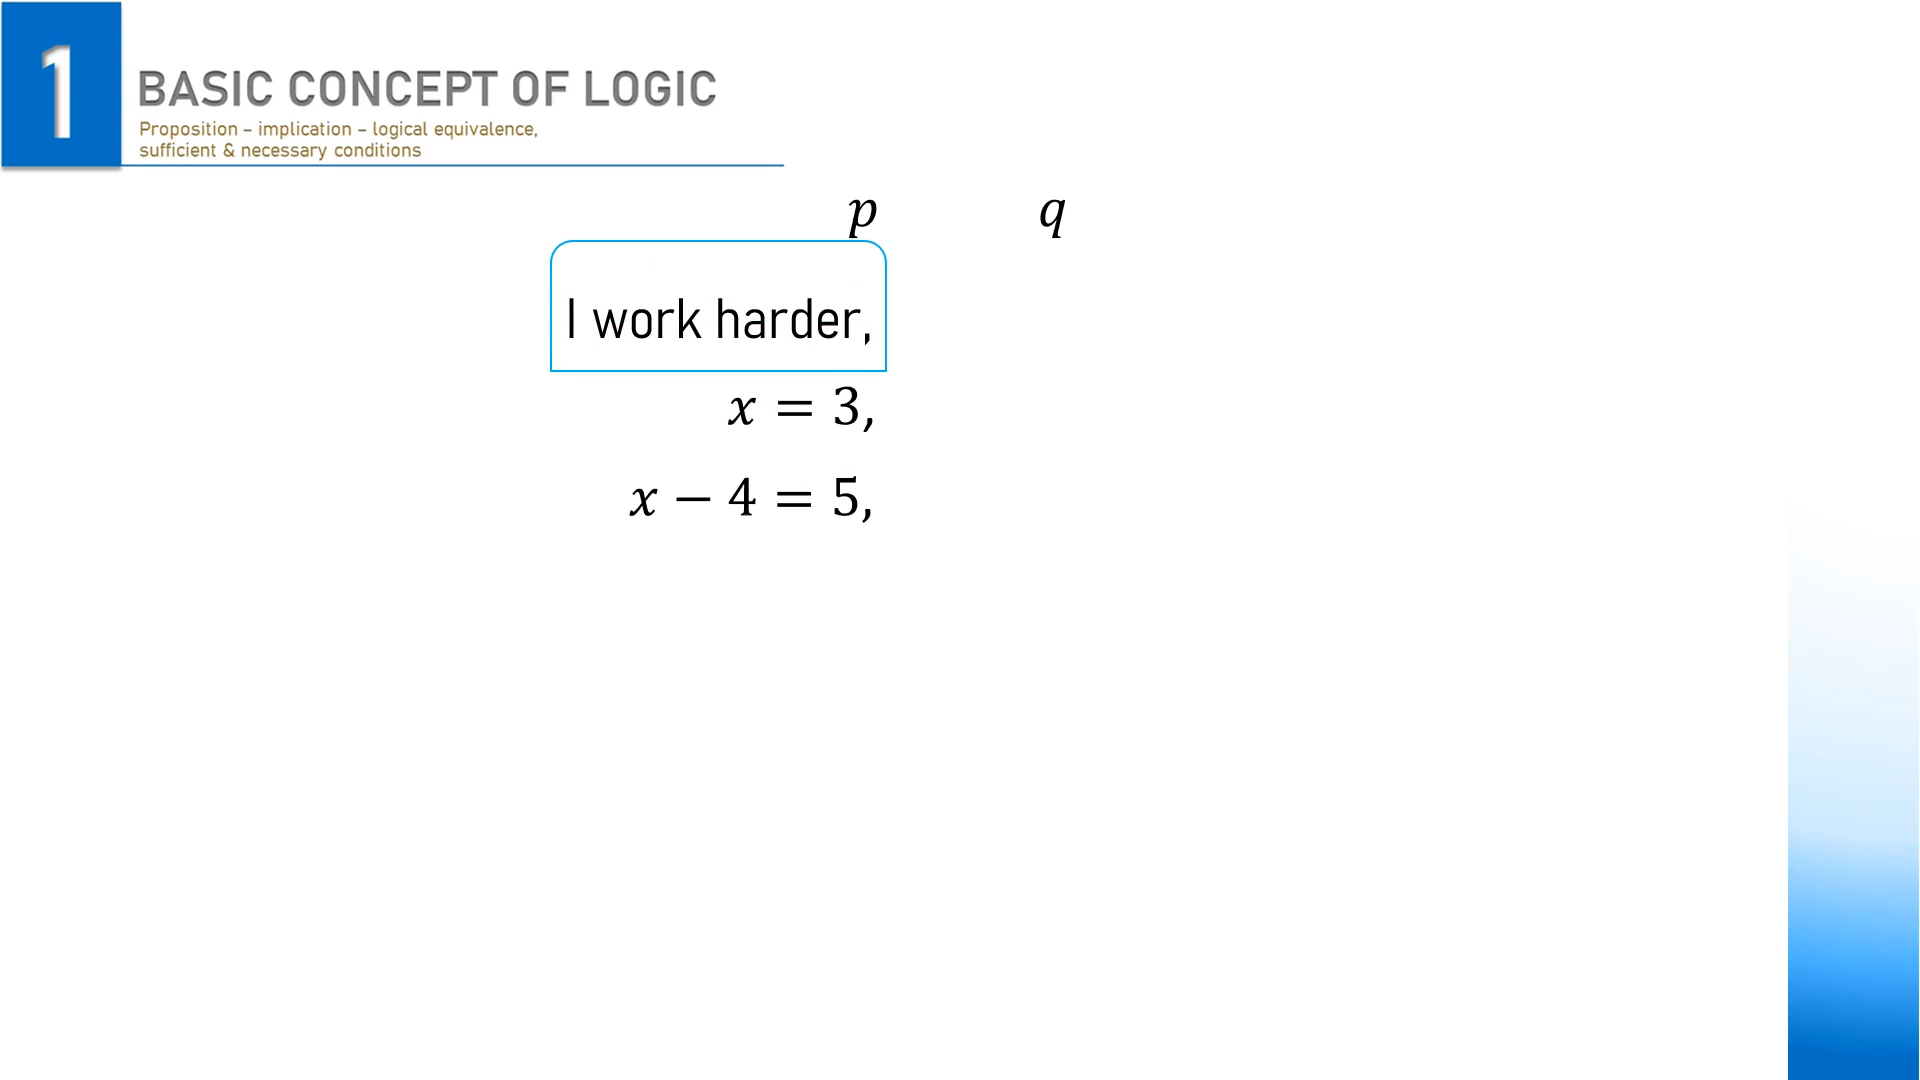 1
BASIC CONCEPT OF LOGIC
Proposition – implication – logical equivalence,
sufficient & necessary conditions
p q
I work harder,
x = 3,
x − 4 = 5,